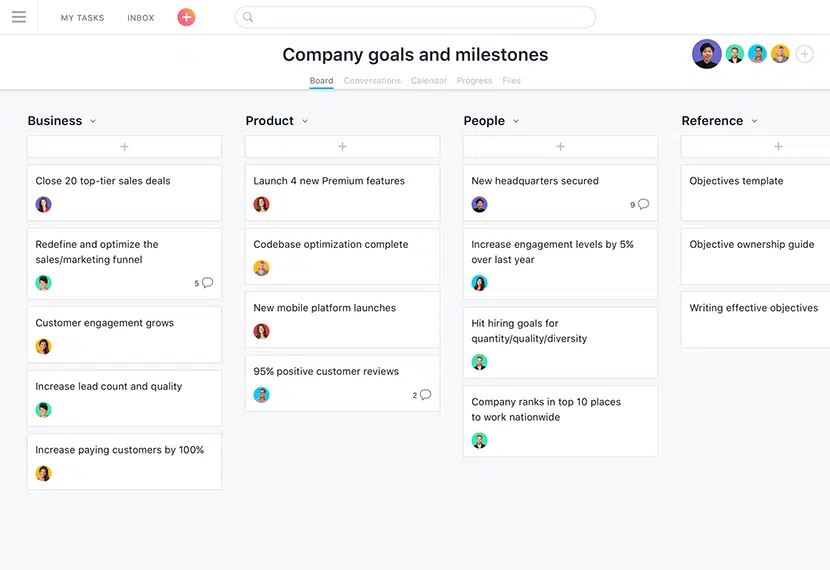 MY TASKS
INBOX
Company goals and milestones
Board
Conversations
Calendar
Progress
Files
Business
Close 20 top-tier sales deals
Redefine and optimize the
sales/marketing funnel
5
Customer engagement grows
Increase lead count and quality
Increase paying customers by 100%
Product
Launch 4 new Premium features
Codebase optimization complete
New mobile platform launches
95% positive customer reviews
2
People
New headquarters secured
9
Increase engagement levels by 5%
over last year
Hit hiring goals for
quantity/quality/diversity
Company ranks in top 10 places
to work nationwide
Reference
Objectives template
Objective ownership guide
Writing effective objectives